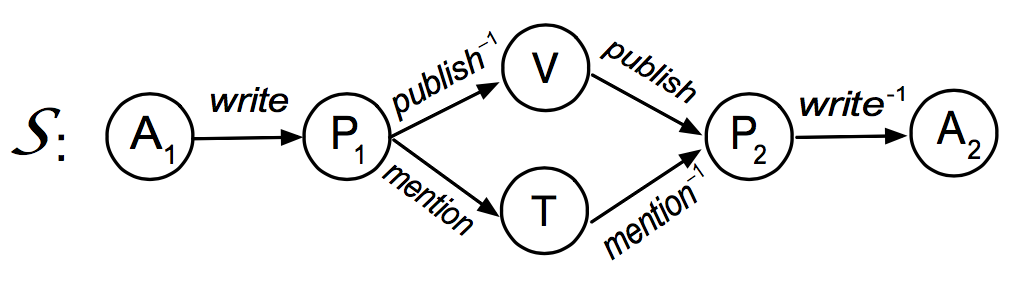 S:
A1
write
P1
publish-1
mention
V
T
publish
mention-1
P2
write-1
A2